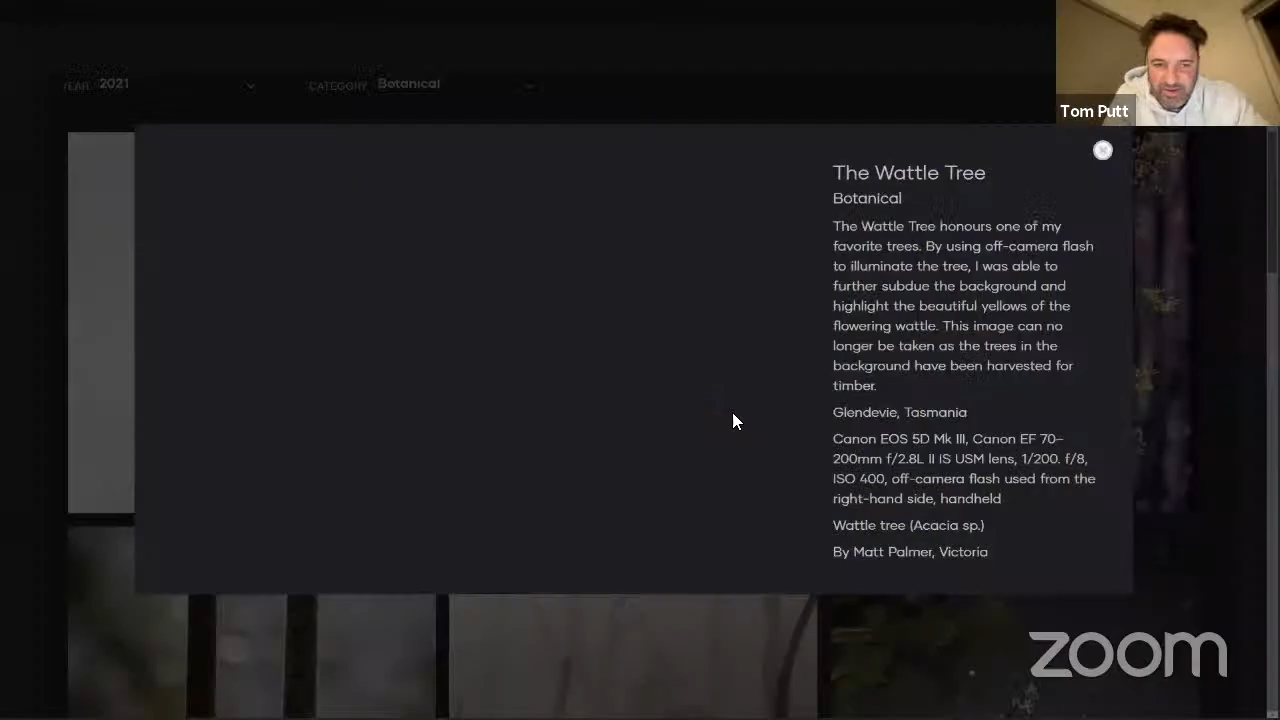 YEAR 2021
CATEGORY Botanical
Tom Putt
The Wattle Tree
Botanical
The Wattle Tree honours one of my
favorite trees. By using off-camera flash
to illuminate the tree, I was able to
further subdue the background and
highlight the beautiful yellows of the
flowering wattle. This image can no
longer be taken as the trees in the
background have been harvested for
timber.
Glendevie, Tasmania
Canon EOS 5D Mk III, Canon EF 70–
200mm f/2.8L II IS USM lens, 1/200. f/8,
ISO 400, off-camera flash used from the
right-hand side, handheld
Wattle tree (Acacia sp.)
By Matt Palmer, Victoria
zoom